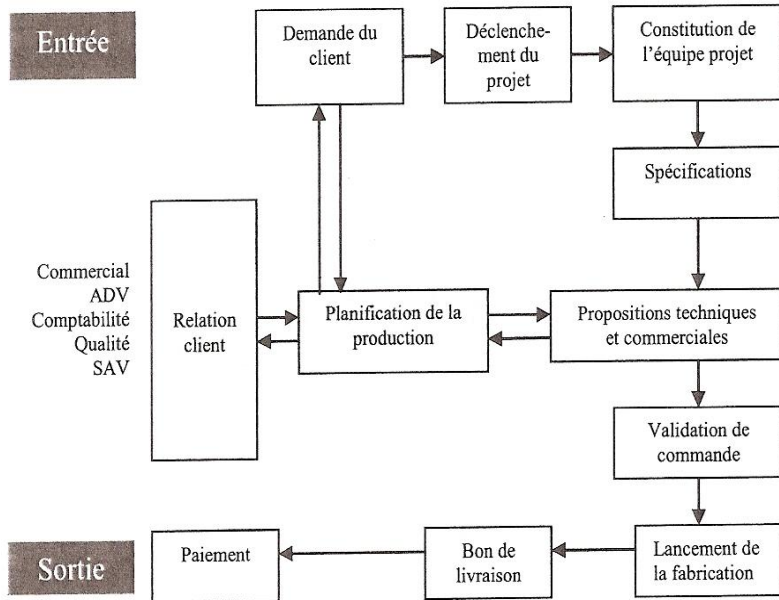 Entrée
Demande du
client
Déclenche-
ment du
projet
Constitution de
l'équipe projet
Spécifications
Commercial
ADV
Comptabilité
Qualité
SAV
Relation
client
Planification de la
production
Propositions techniques
et commerciales
Validation de
commande
Sortie
Paiement
Bon de
livraison
Lancement de
la fabrication